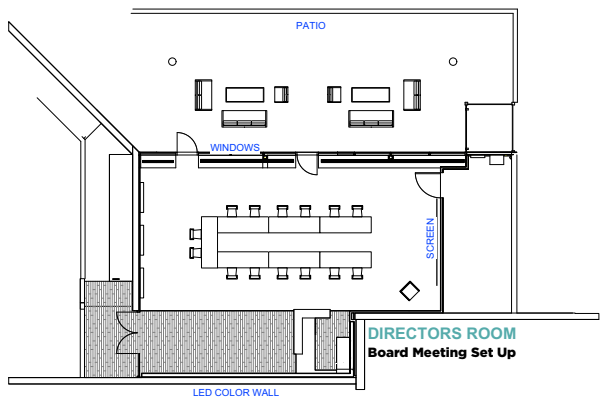 PATIO
WINDOWS
SCREEN
DIRECTORS ROOM
Board Meeting Set Up
LED COLOR WALL